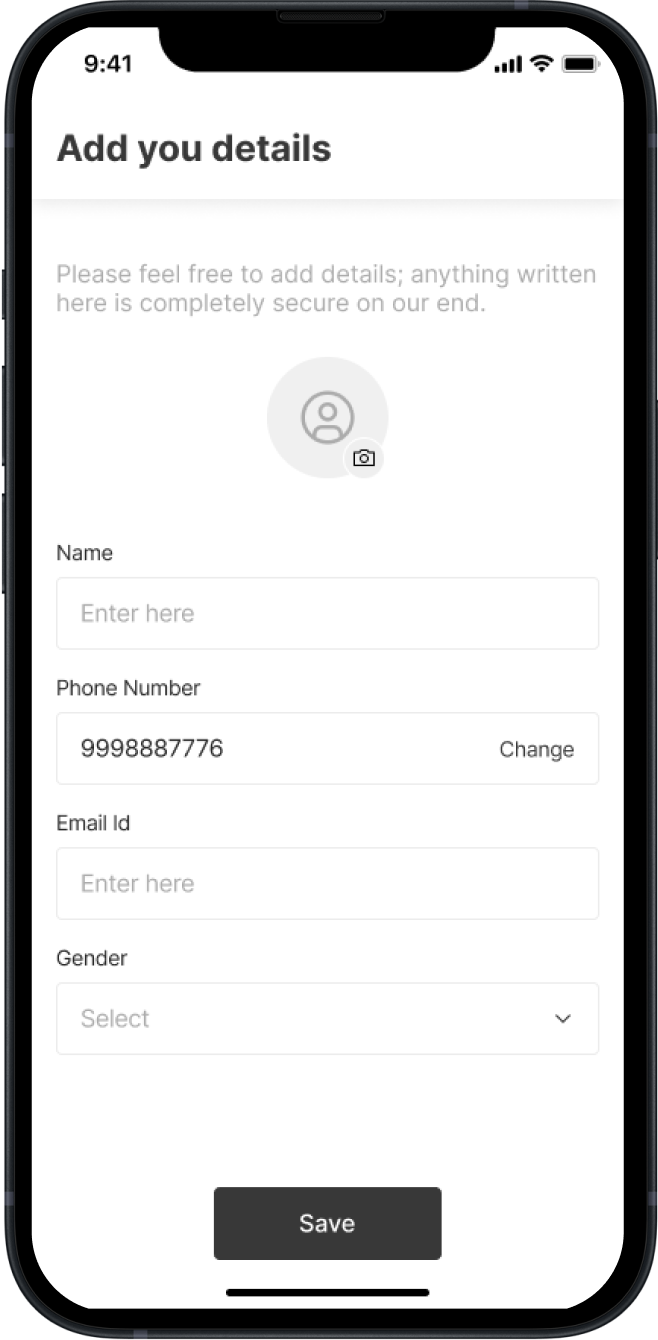 9:41
Add you details
Please feel free to add details; anything written
here is completely secure on our end.
Name
Enter here
Phone Number
9998887776 Change
Email Id
Enter here
Gender
Select
Save